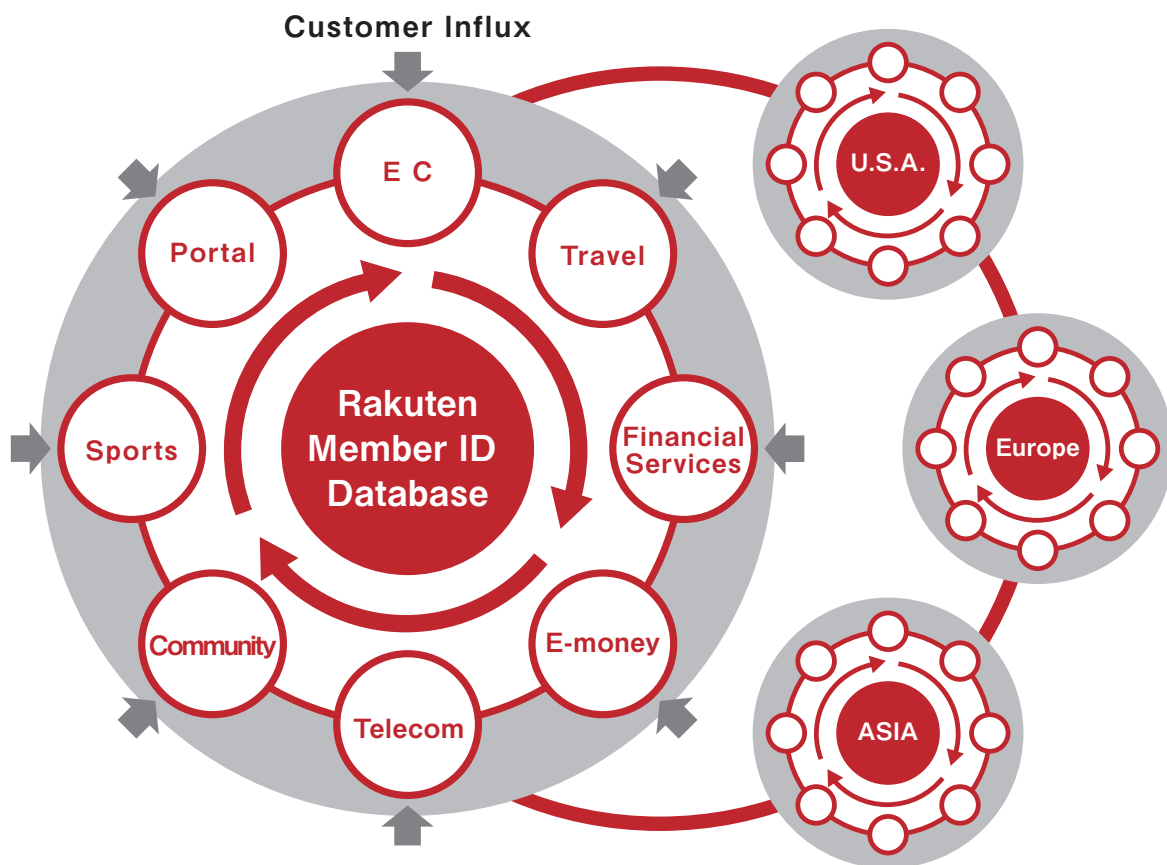 Customer Influx
E C
Portal
Travel
Sports
Rakuten
Member ID
Database
Financial
Services
Community
E-money
Telecom
U.S.A.
Europe
ASIA